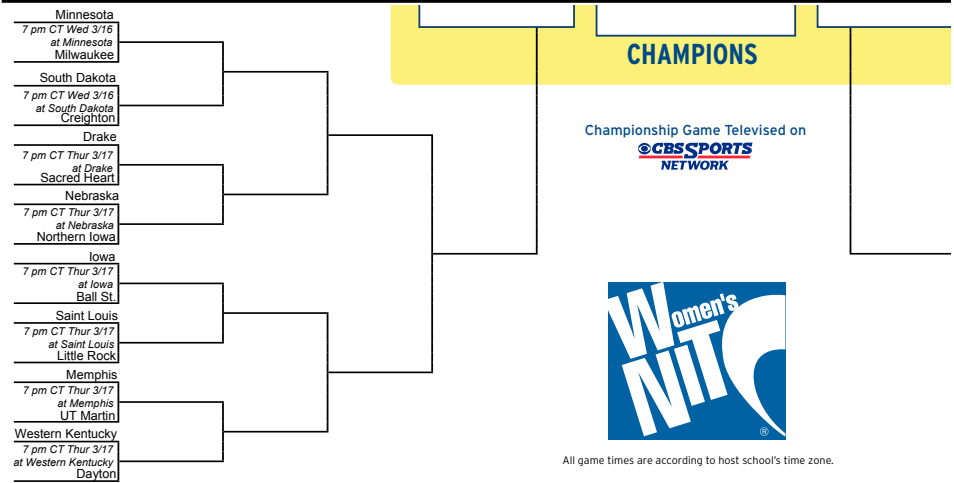 Minnesota
7 pm CT Wed 3/16
at Minnesota
Milwaukee
South Dakota
7 pm CT Wed 3/16
at South Dakota
Creighton
Drake
7 pm CT Thur 3/17
at Drake
Sacred Heart
Nebraska
7 pm CT Thur 3/17
at Nebraska
Northern Iowa
Iowa
7 pm CT Thur 3/17
at Iowa
Ball St.
Saint Louis
7 pm CT Thur 3/17
at Saint Louis
Little Rock
Memphis
7 pm CT Thur 3/17
at Memphis
UT Martin
Western Kentucky
7 pm CT Thur 3/17
at Western Kentucky
Dayton
CHAMPIONS
Championship Game Televised on
CBS SPORTS
NETWORK
Women's
NIT
®
All game times are according to host school's time zone.